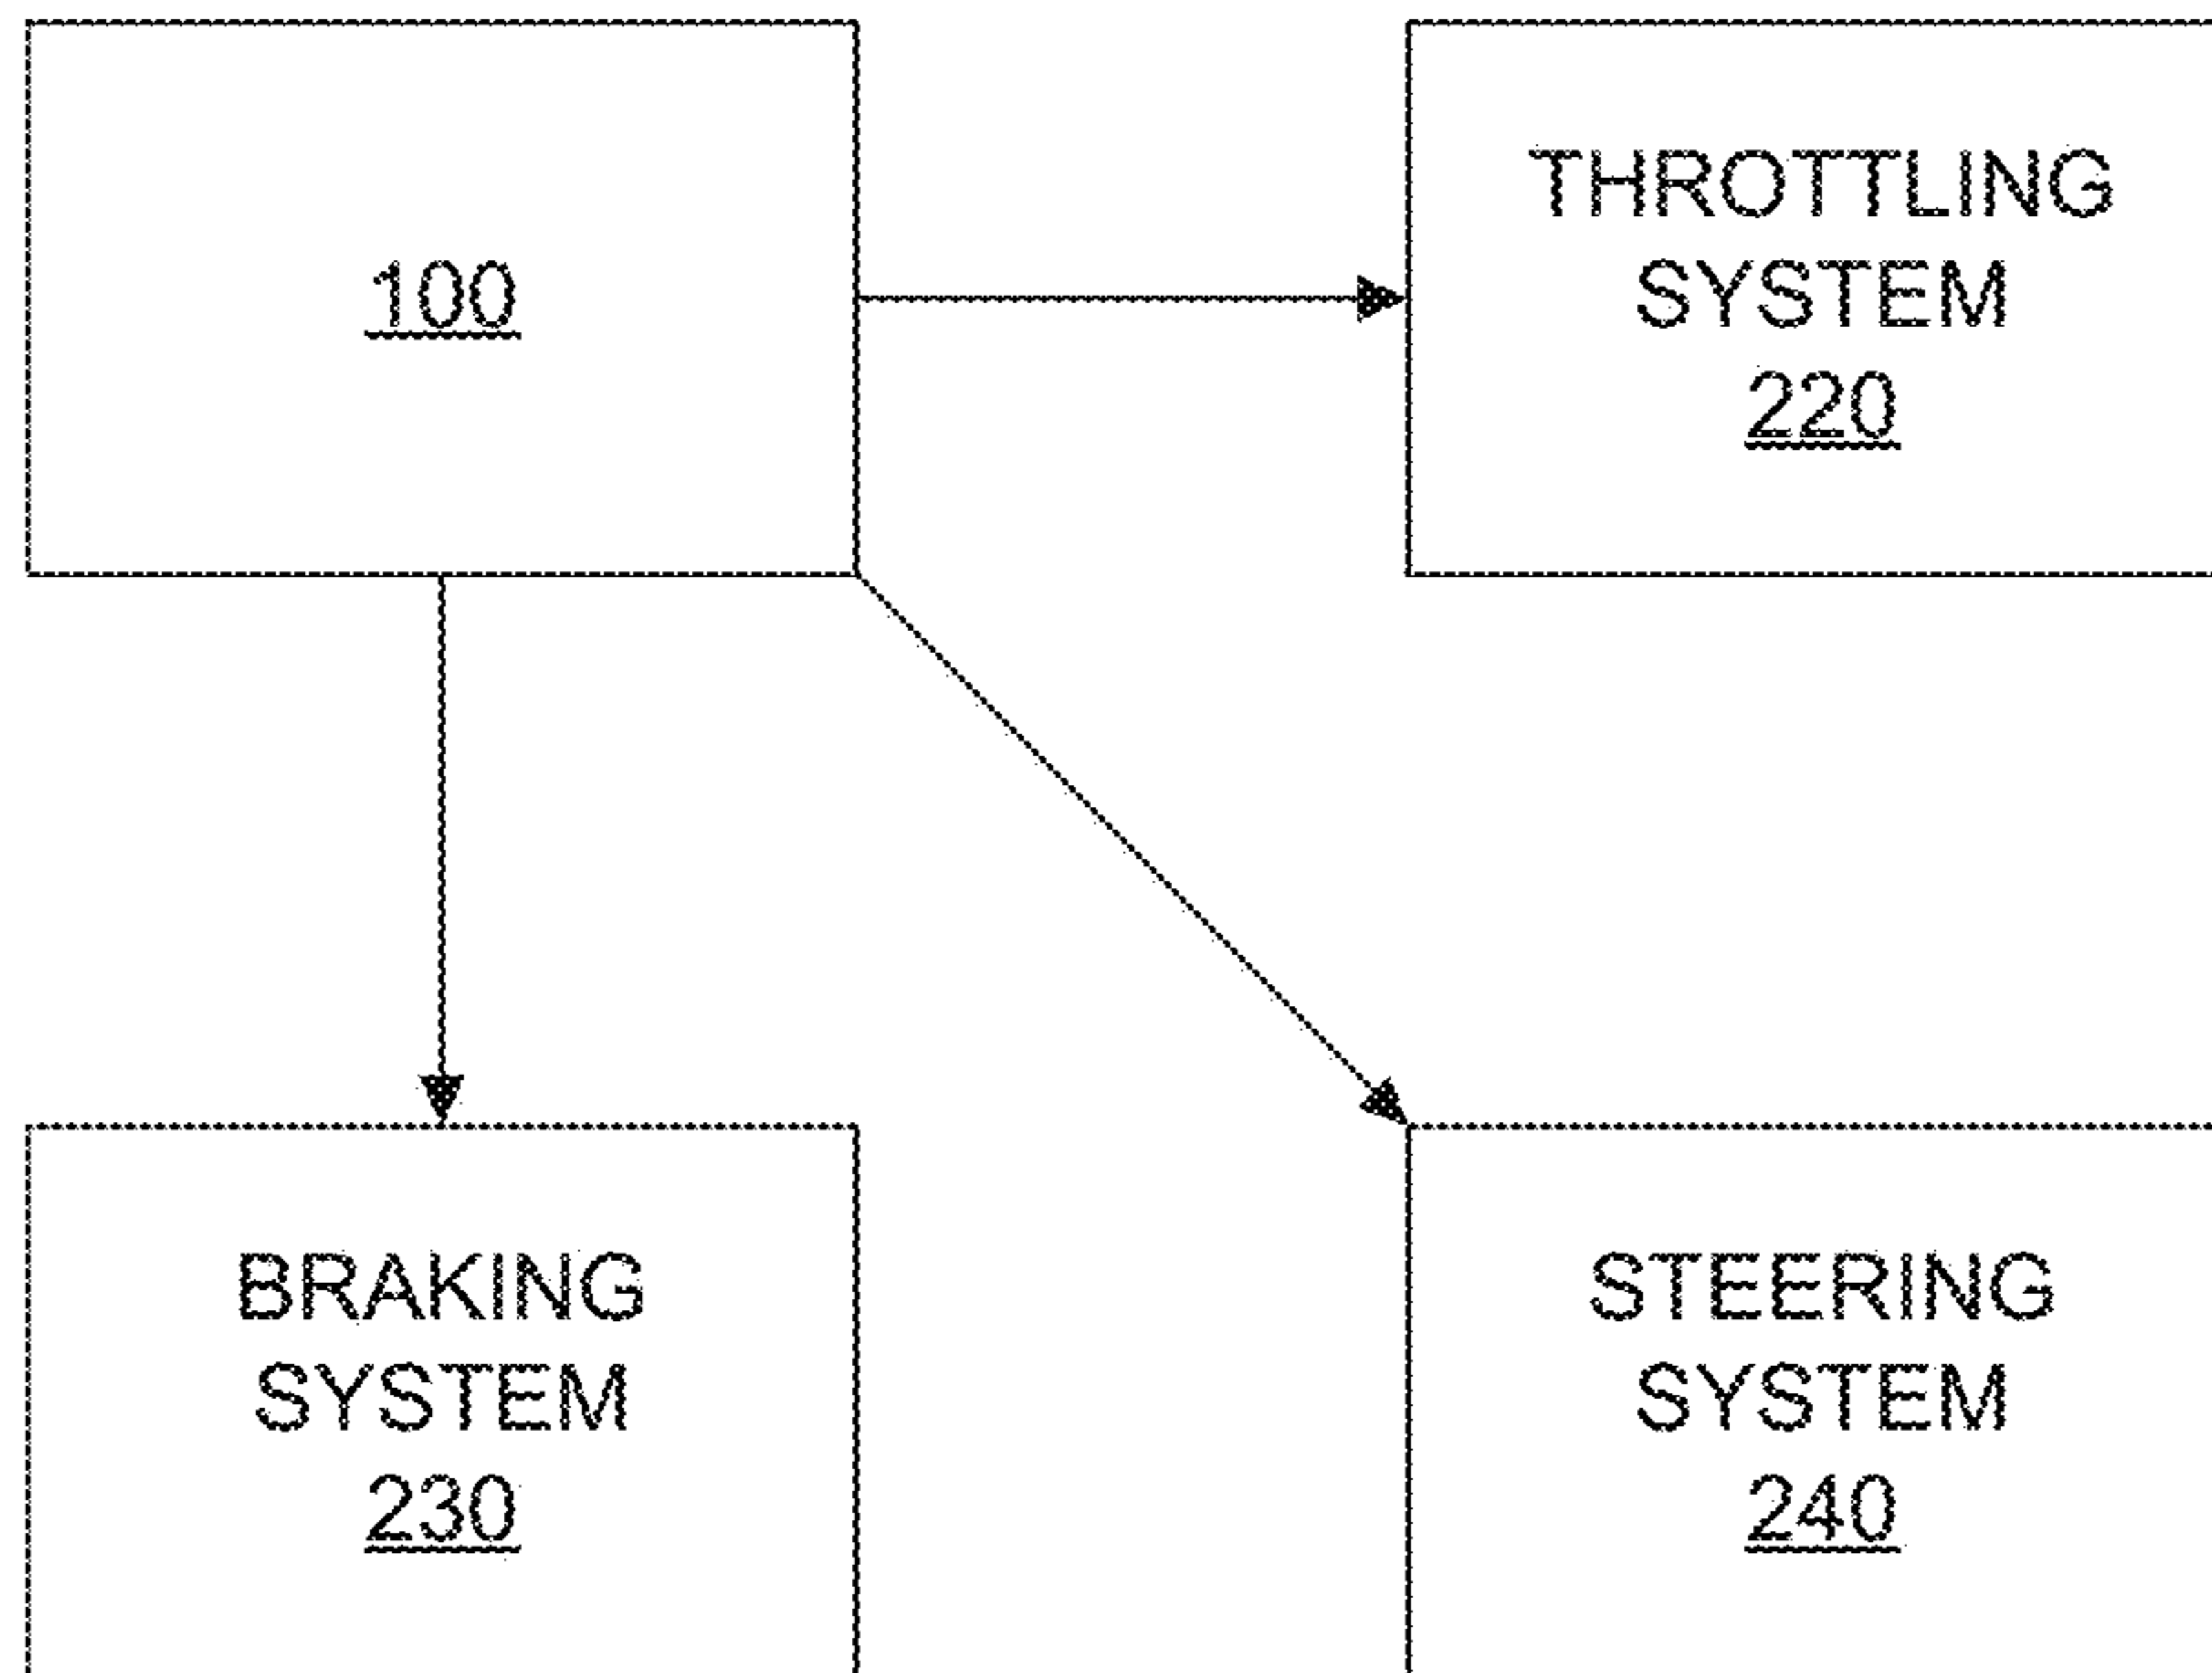 100
THROTTLING
SYSTEM
220
BRAKING
SYSTEM
230
STEERING
SYSTEM
240